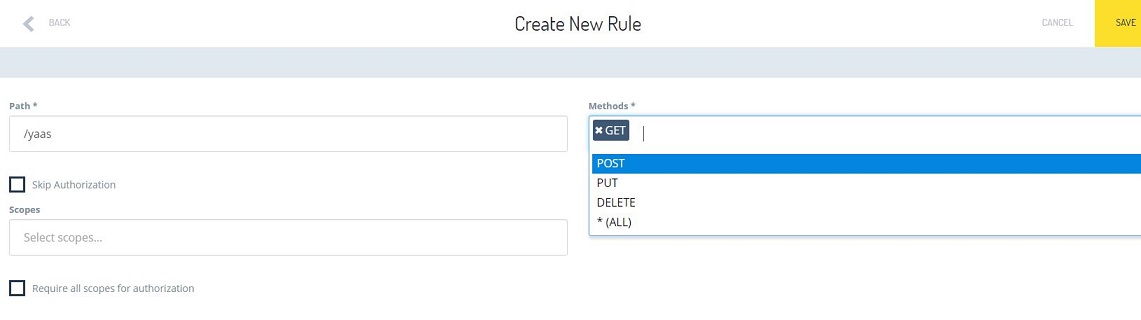 BACK
Create New Rule
CANCEL
SAVE
Path *
/yaas
Skip Authorization
Scopes
Select scopes...
Require all scopes for authorization
Methods *
✖ GET
POST
PUT
DELETE
* (ALL)